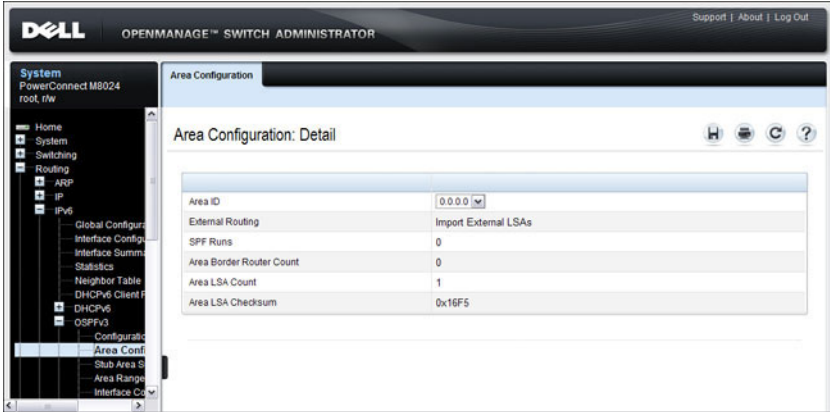 Support | About | Log Out
DELL
OPENMANAGE™ SWITCH ADMINISTRATOR
System
PowerConnect M8024
root, r/w
Area Configuration
Home
System
Switching
Routing
ARP
IP
IPv6
Global Configura
Interface Configu
Interface Summa
Statistics
Neighbor Table
DHCPv6 Client P
DHCPv6
OSPFv3
Configuratio
Area Confi
Stub Area S
Area Range
Interface Co
Area Configuration: Detail
?
Area ID
0.0.0.0
External Routing
Import External LSAs
SPF Runs
0
Area Border Router Count
0
Area LSA Count
1
Area LSA Checksum
0x16F5